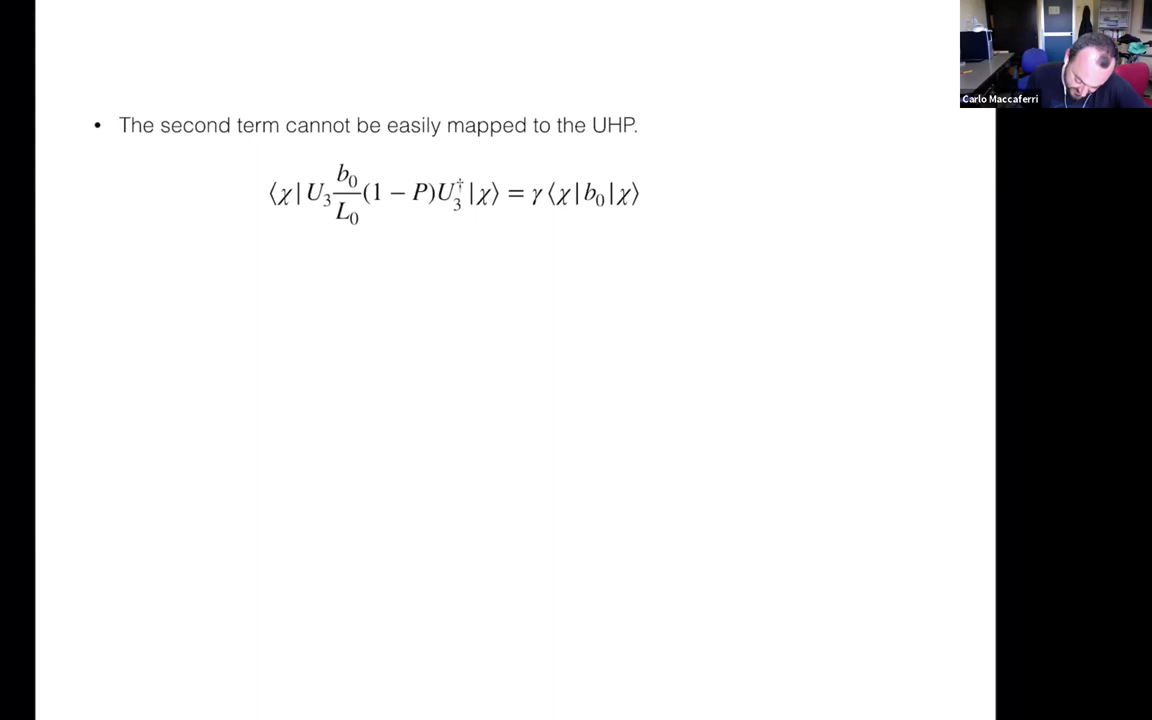 Carlo Maccaferri
• The second term cannot be easily mapped to the UHP.
⟨χ| U₃ b₀/L₀ (1 − P)U₃† |χ⟩ = γ ⟨χ| b₀ |χ⟩